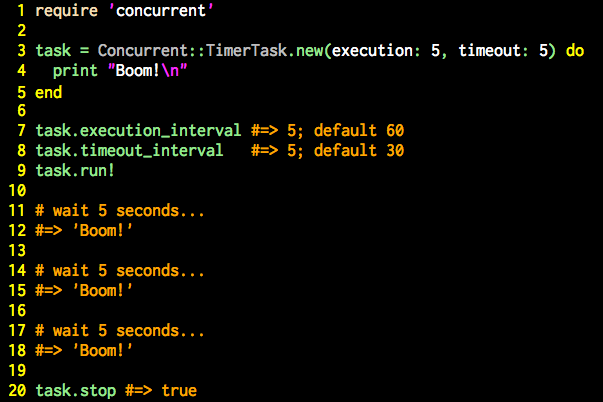 1 require 'concurrent'
2
3 task = Concurrent::TimerTask.new(execution: 5, timeout: 5) do
4   print "Boom!\n"
5 end
6
7 task.execution_interval #=> 5; default 60
8 task.timeout_interval   #=> 5; default 30
9 task.run!
10
11 # wait 5 seconds...
12 #=> 'Boom!'
13
14 # wait 5 seconds...
15 #=> 'Boom!'
16
17 # wait 5 seconds...
18 #=> 'Boom!'
19
20 task.stop #=> true